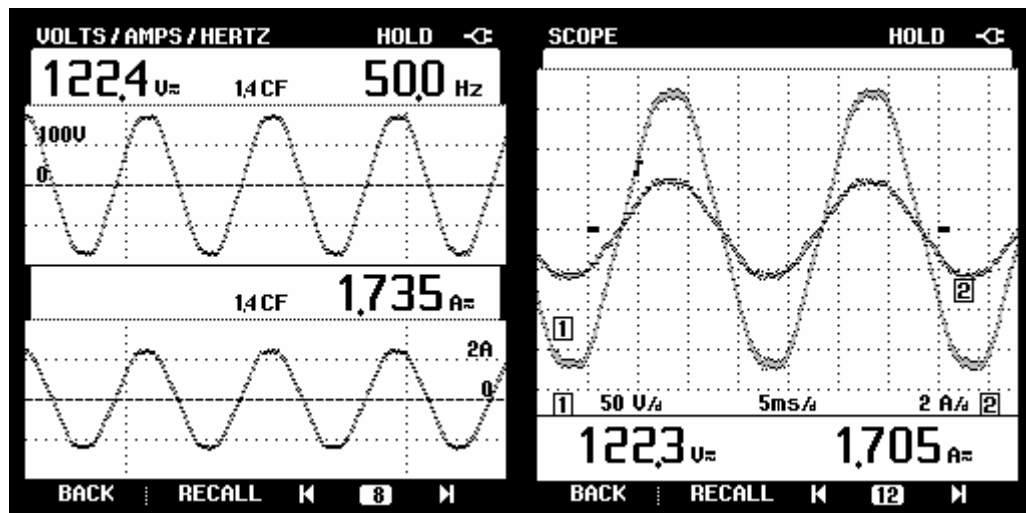 VOLTS/AMPS/HERTZ HOLD
122.4 V≂ 1.4 CF 50.0 Hz
100V
0
1.4 CF 1.735 A≂
2A
0
BACK RECALL 8
SCOPE HOLD
2
1
1 50 V/d 5ms/d 2 A/d 2
122.3 V≂ 1.705 A≂
BACK RECALL 12